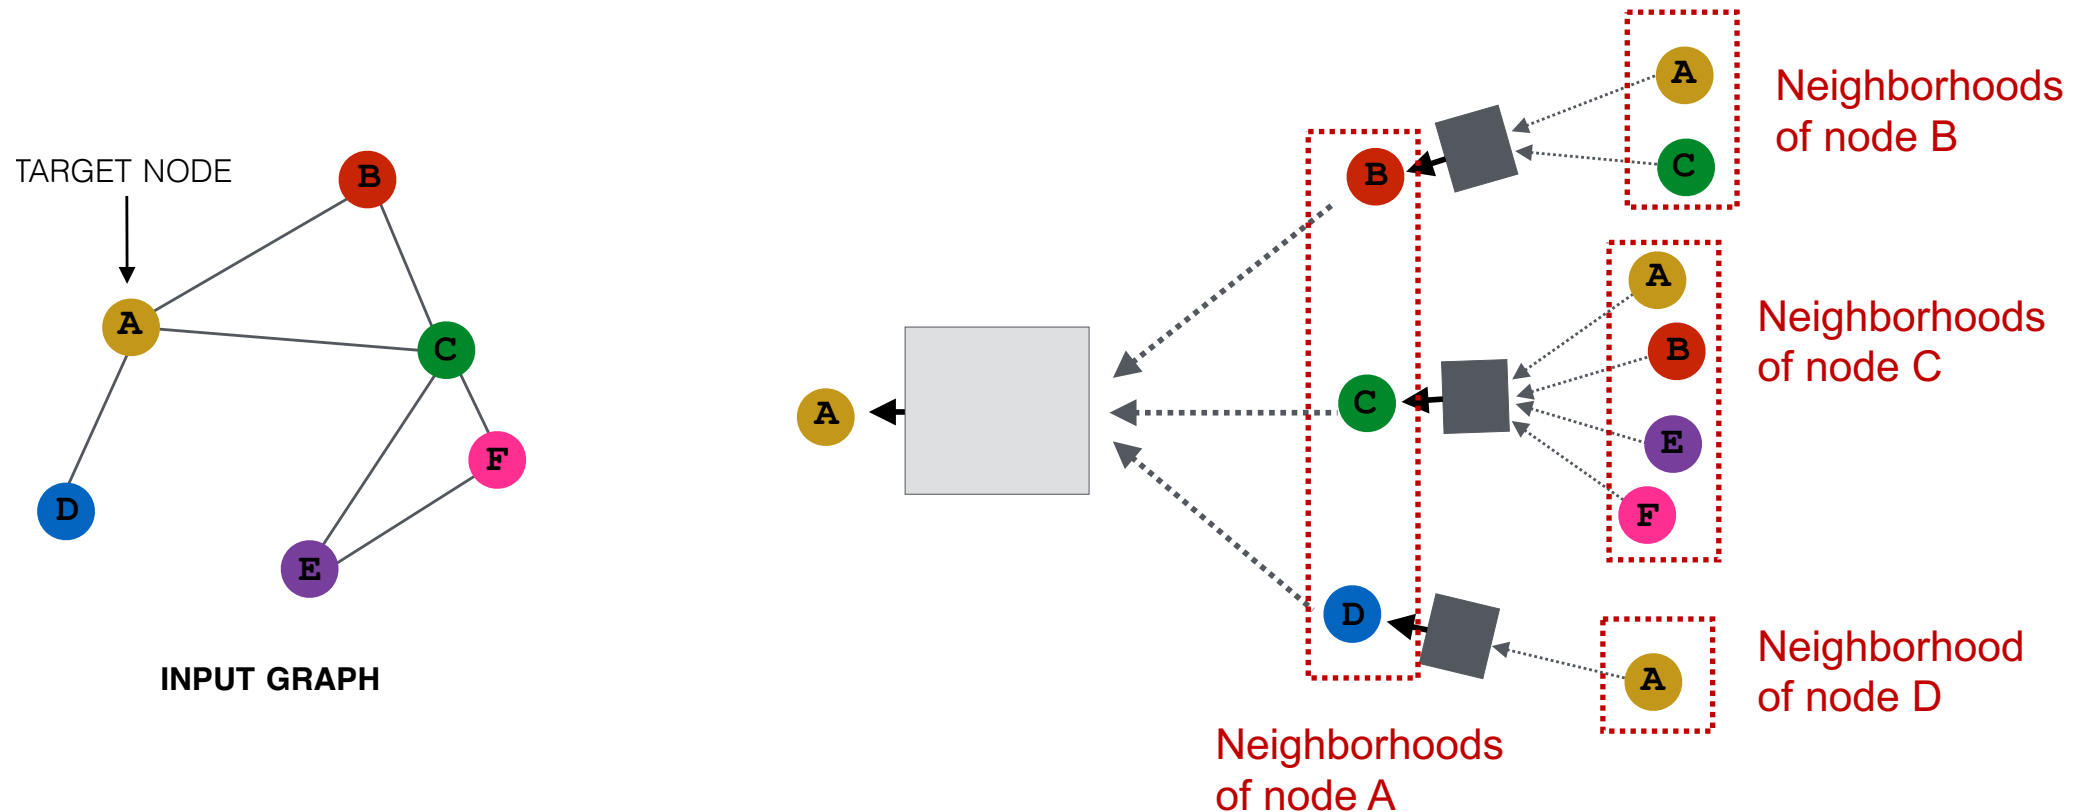 TARGET NODE
B
A
C
F
D
E
INPUT GRAPH
A
B
C
D
A
C
Neighborhoods
of node B
A
B
E
F
Neighborhoods
of node C
A
Neighborhood
of node D
Neighborhoods
of node A